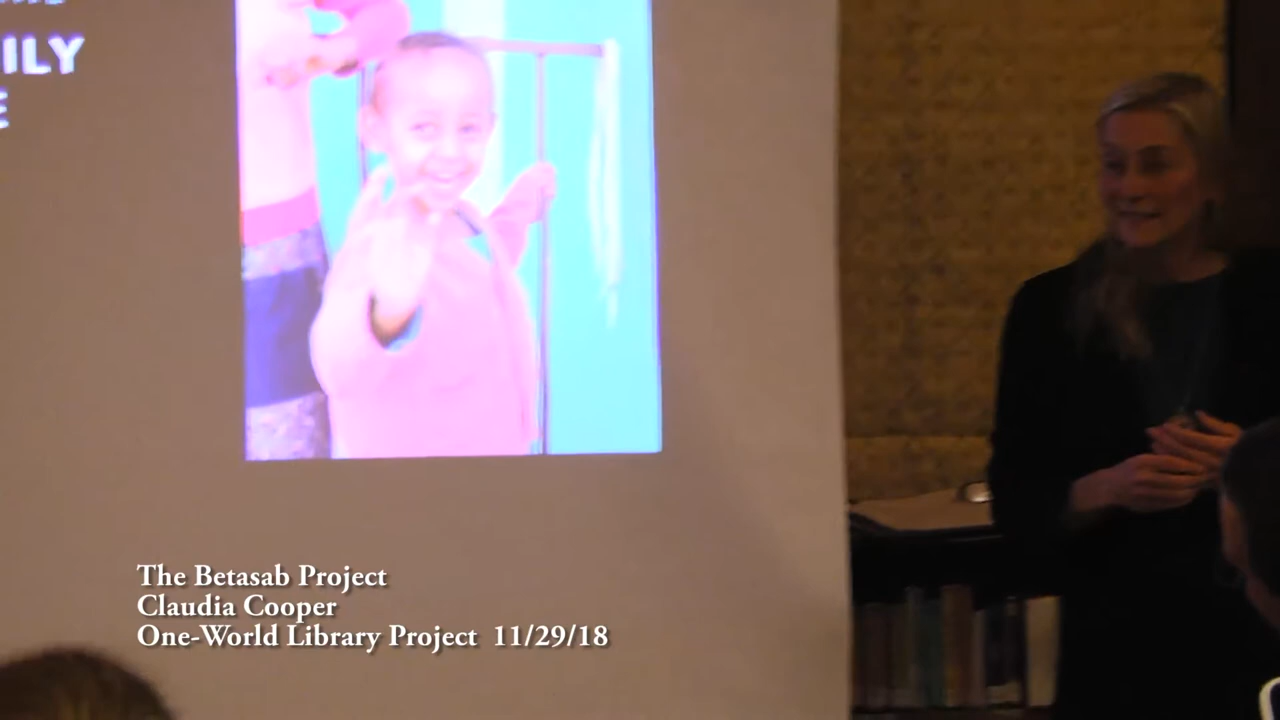 ILY
E
The Betasab Project
Claudia Cooper
One-World Library Project 11/29/18